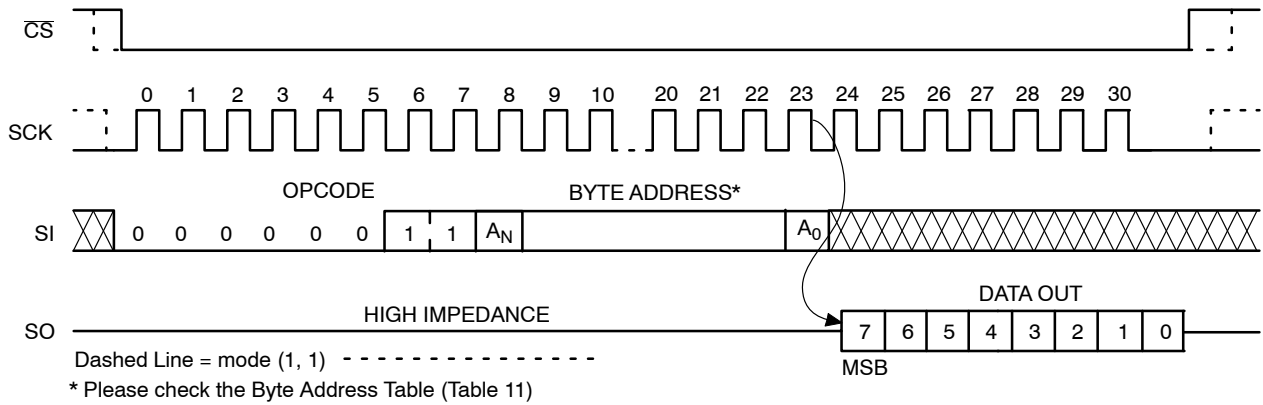 CS
0 1 2 3 4 5 6 7 8 9 10 20 21 22 23 24 25 26 27 28 29 30
SCK
OPCODE BYTE ADDRESS*
SI 0 0 0 0 0 0 1 1 AN A0
DATA OUT
HIGH IMPEDANCE
SO 7 6 5 4 3 2 1 0
Dashed Line = mode (1, 1)
MSB
* Please check the Byte Address Table (Table 11)